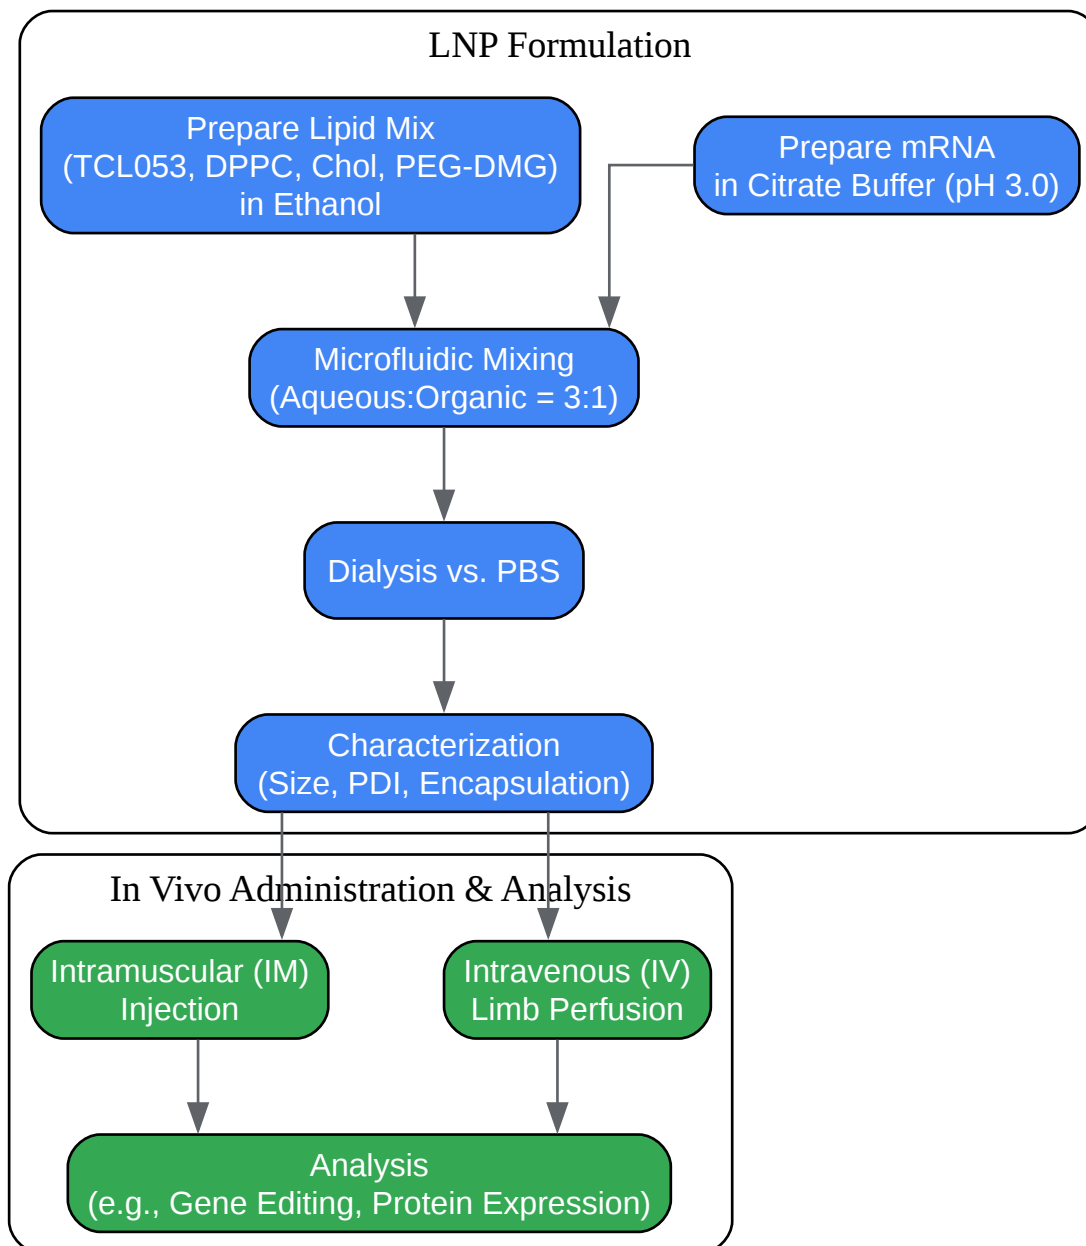 LNP Formulation
Prepare Lipid Mix
(TCL053, DPPC, Chol, PEG-DMG)
in Ethanol
Prepare mRNA
in Citrate Buffer (pH 3.0)
Microfluidic Mixing
(Aqueous:Organic = 3:1)
Dialysis vs. PBS
Characterization
(Size, PDI, Encapsulation)
In Vivo Administration & Analysis
Intramuscular (IM)
Injection
Intravenous (IV)
Limb Perfusion
Analysis
(e.g., Gene Editing, Protein Expression)